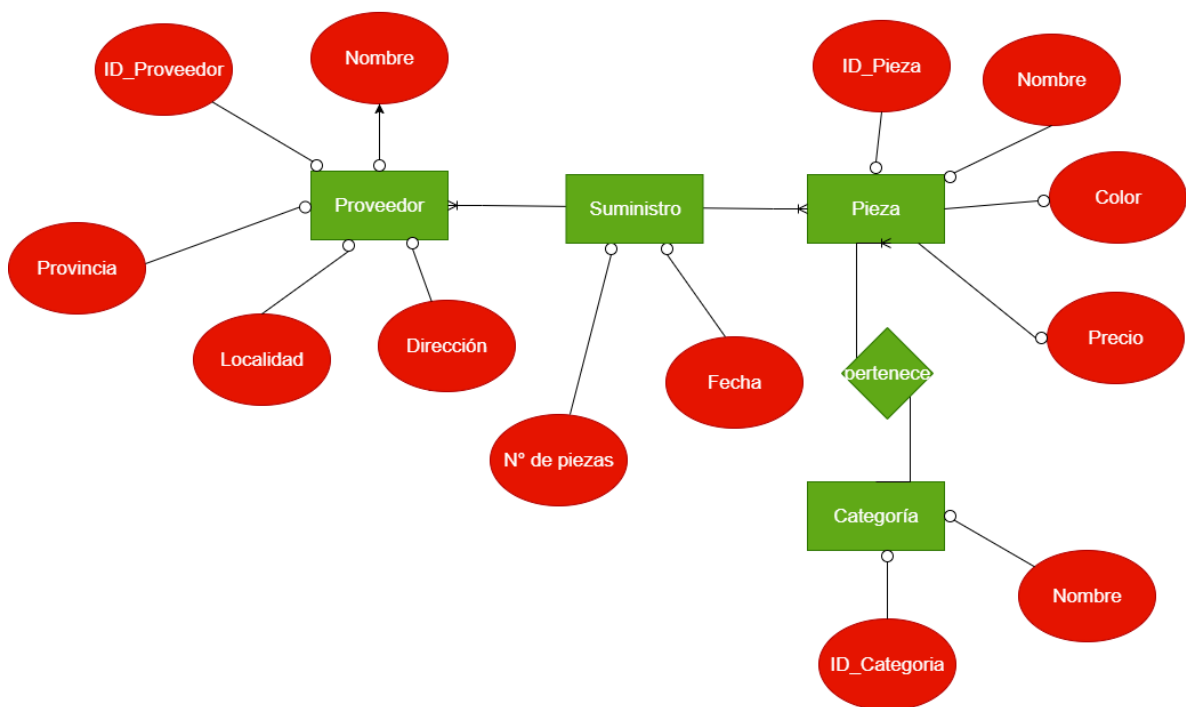 Nombre
ID_Proveedor
ID_Pieza
Nombre
Color
Proveedor
Suministro
Pieza
Provincia
Localidad
Dirección
Fecha
Precio
pertenece
N° de piezas
Categoría
Nombre
ID_Categoria